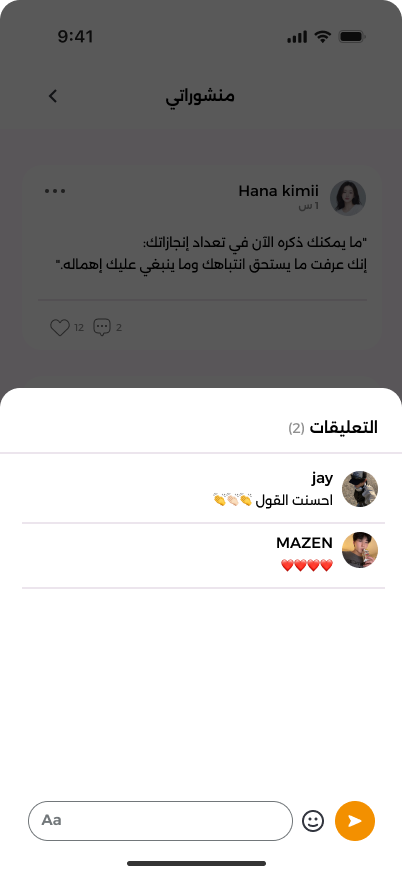 9:41
منشوراتي
Hana kimii
1 س
"ما يمكنك ذكره الآن في تعداد إنجازاتك:
إنك عرفت ما يستحق انتباهك وما ينبغي عليك إهماله."
12 2
التعليقات (2)
jay
احسنت القول 👏🏻👏🏻👏
MAZEN
❤️❤️❤️❤️
Aa